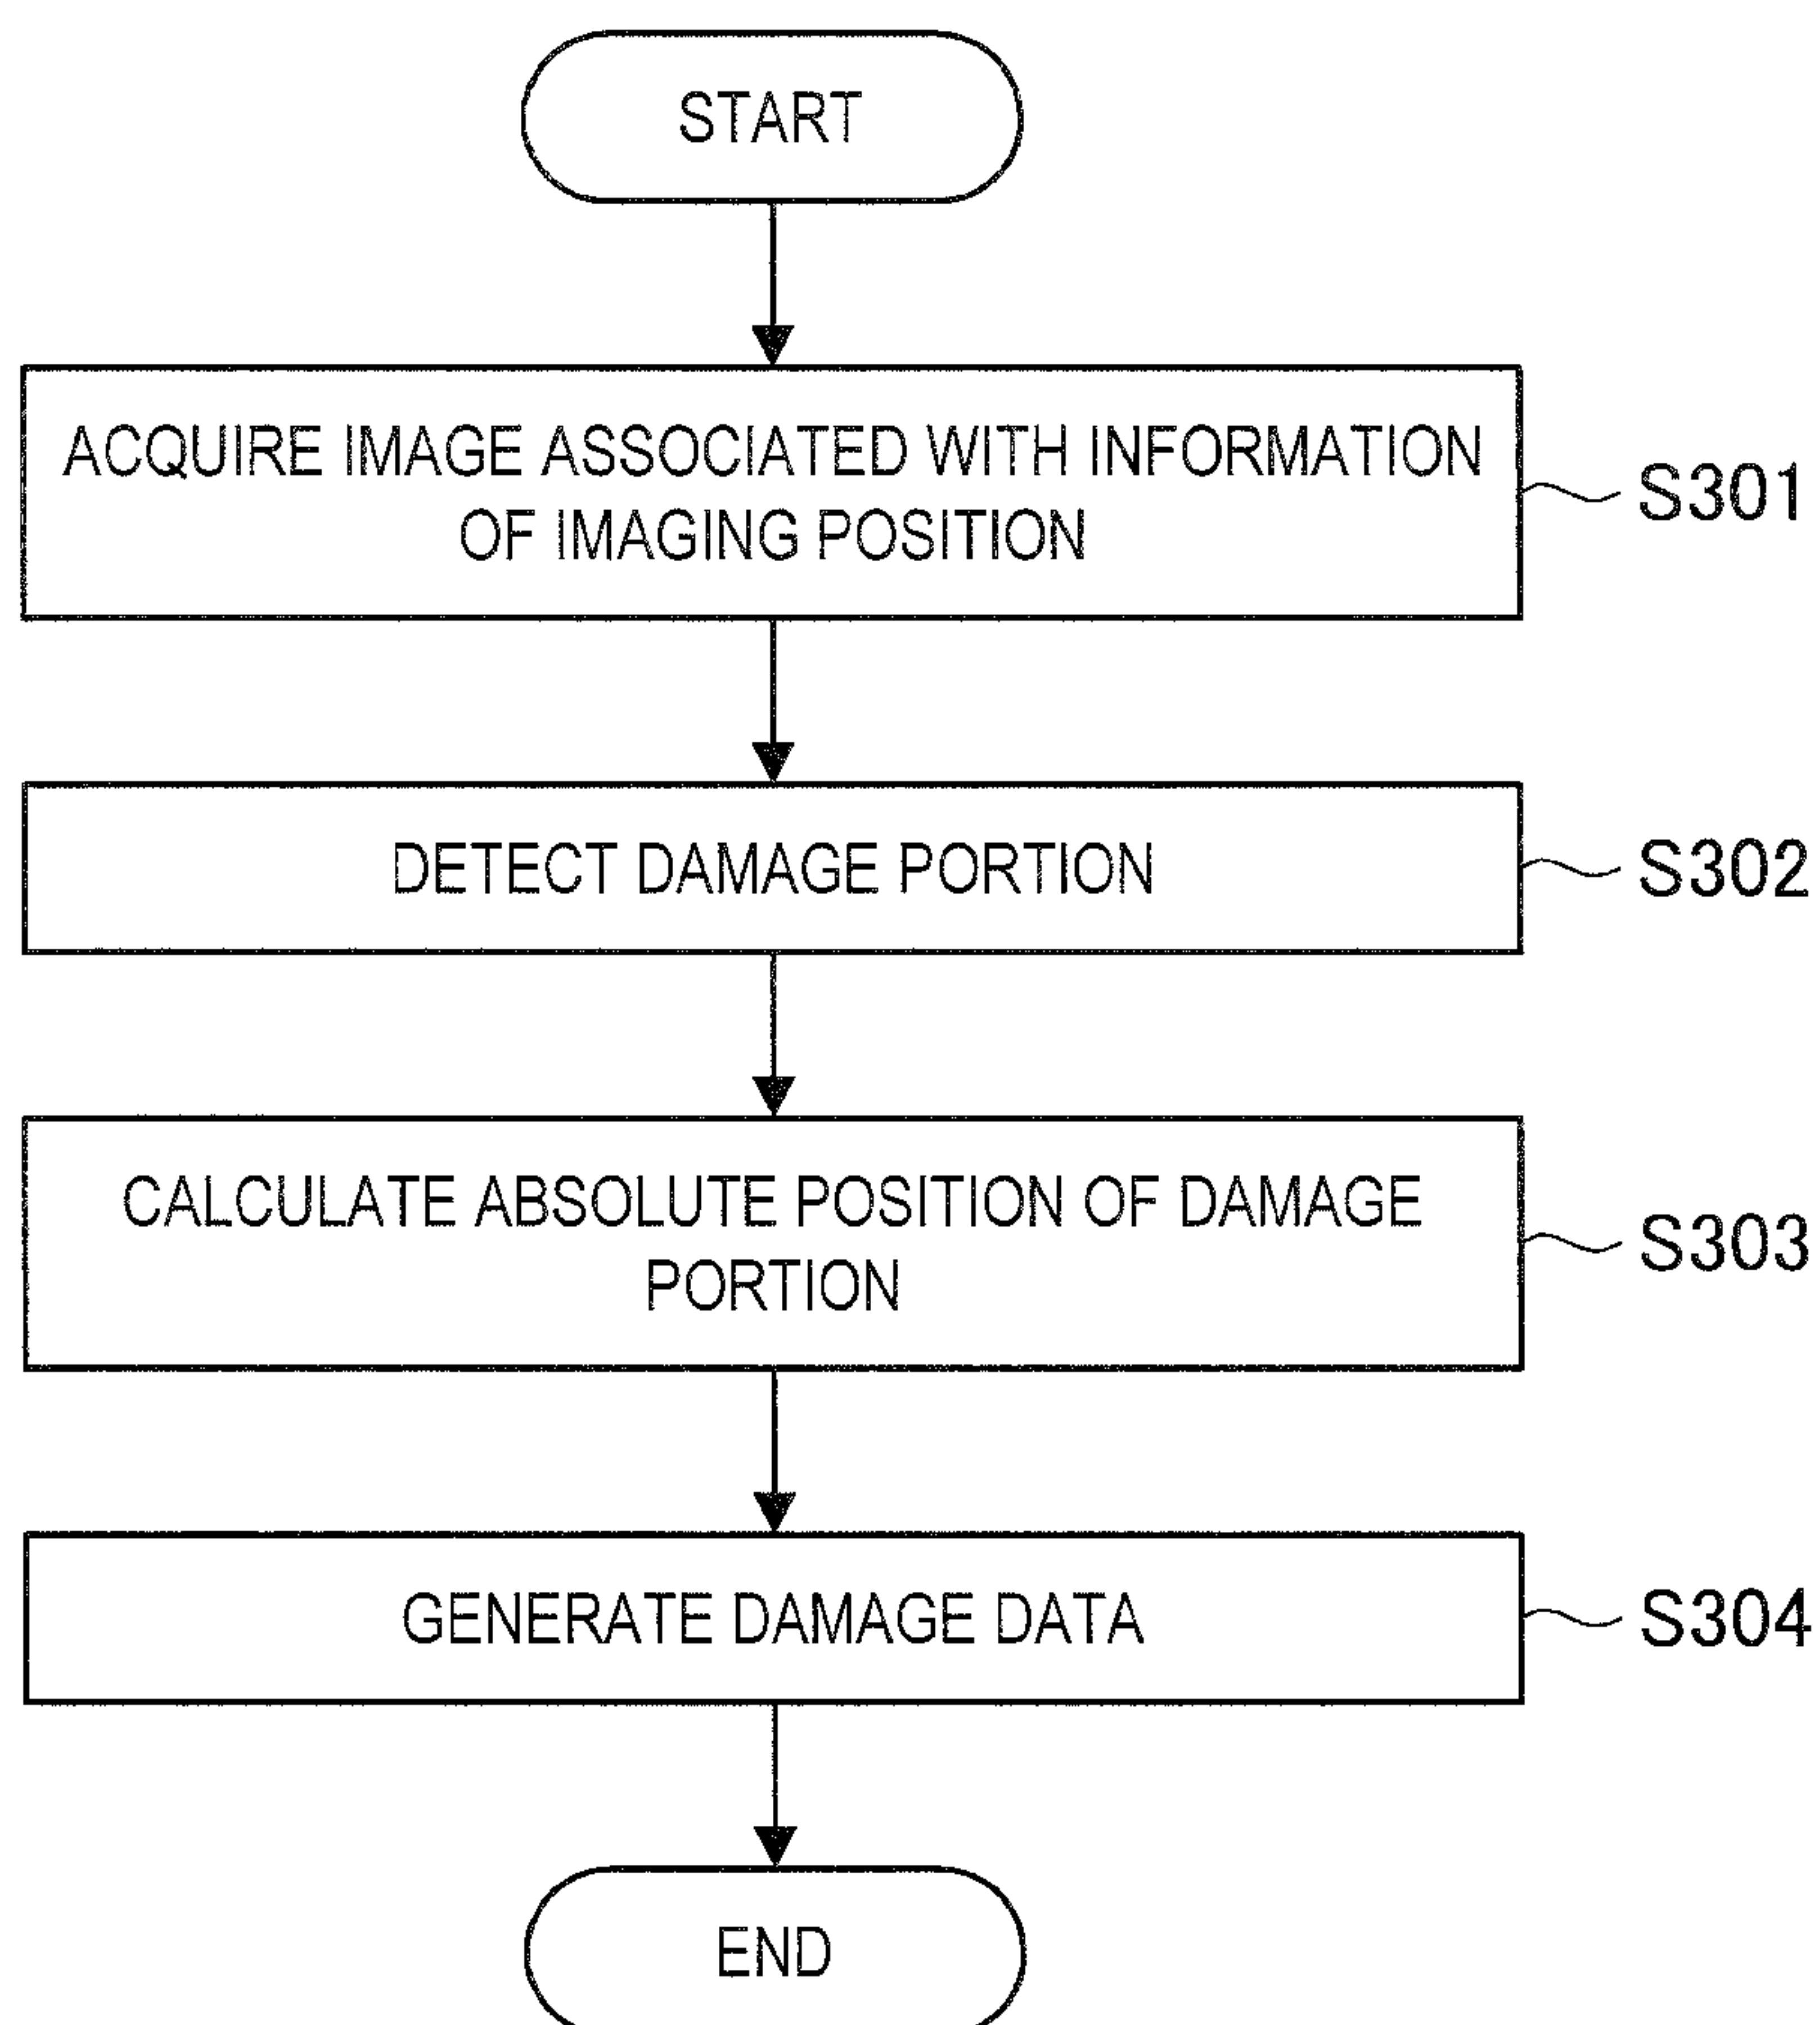 START
ACQUIRE IMAGE ASSOCIATED WITH INFORMATION
OF IMAGING POSITION
S301
DETECT DAMAGE PORTION
S302
CALCULATE ABSOLUTE POSITION OF DAMAGE
PORTION
S303
GENERATE DAMAGE DATA
S304
END